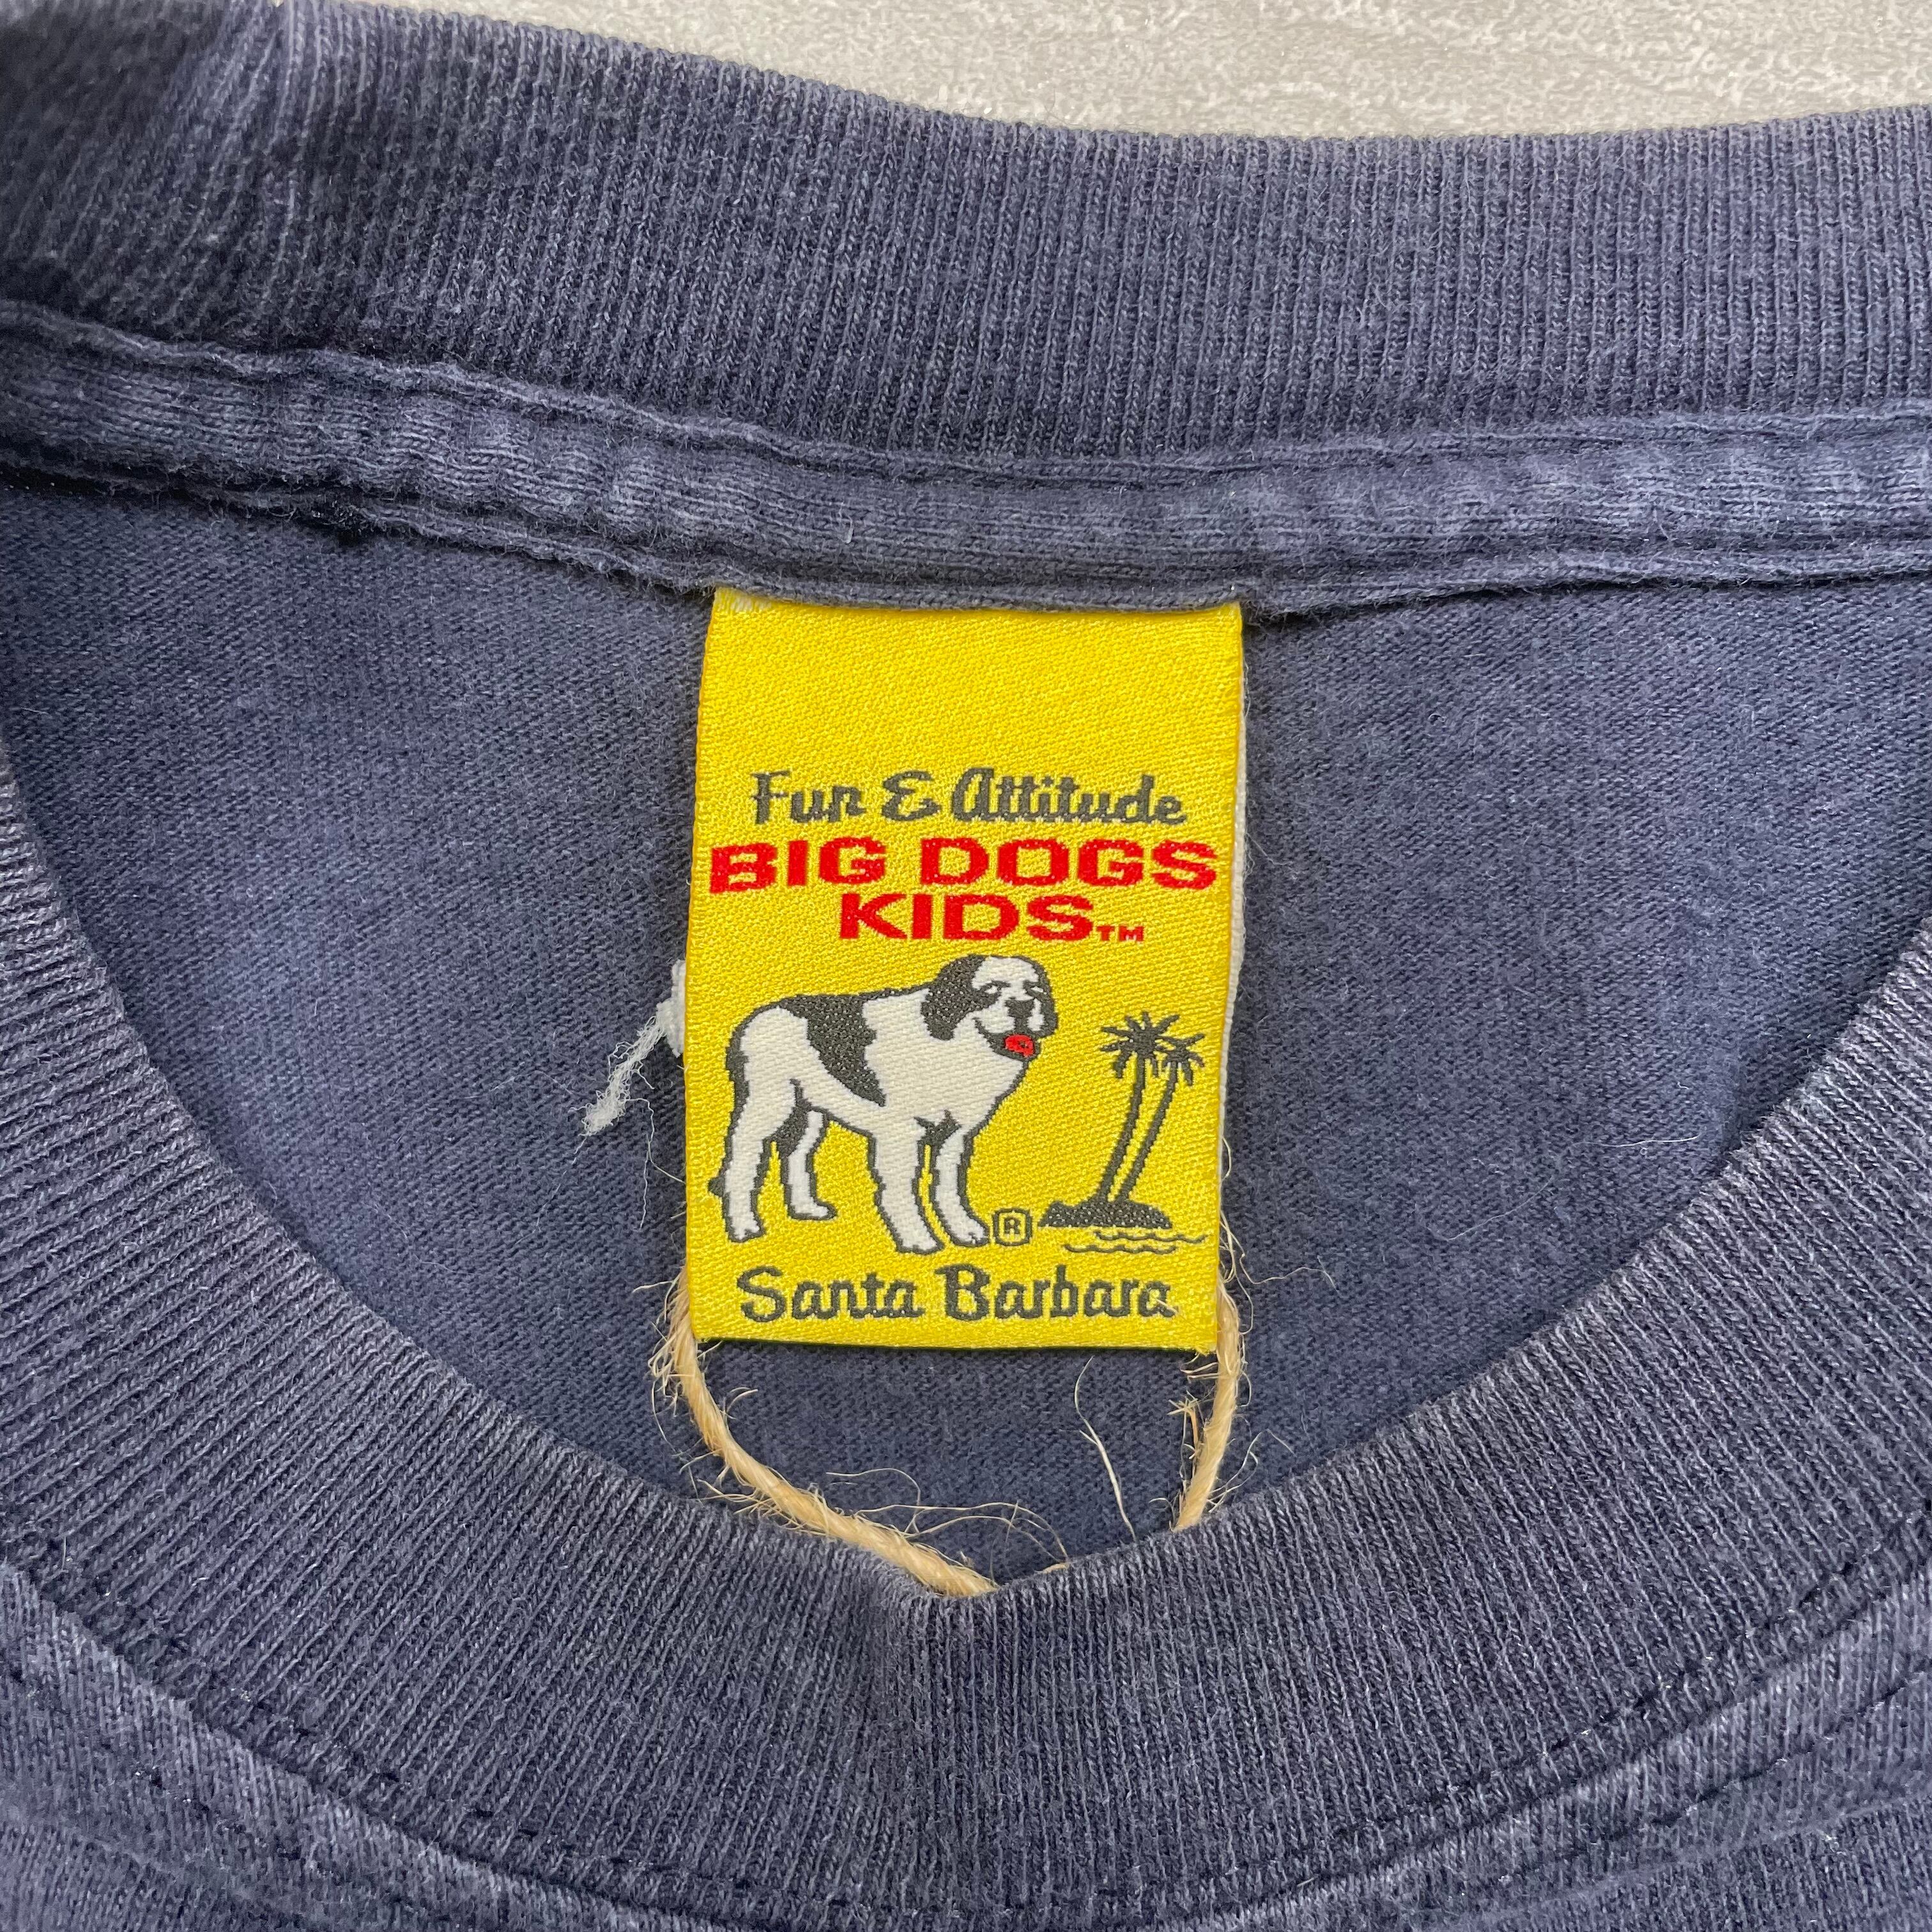 Fun & Attitude
BIG DOGS
KIDS™
®
Santa Barbara